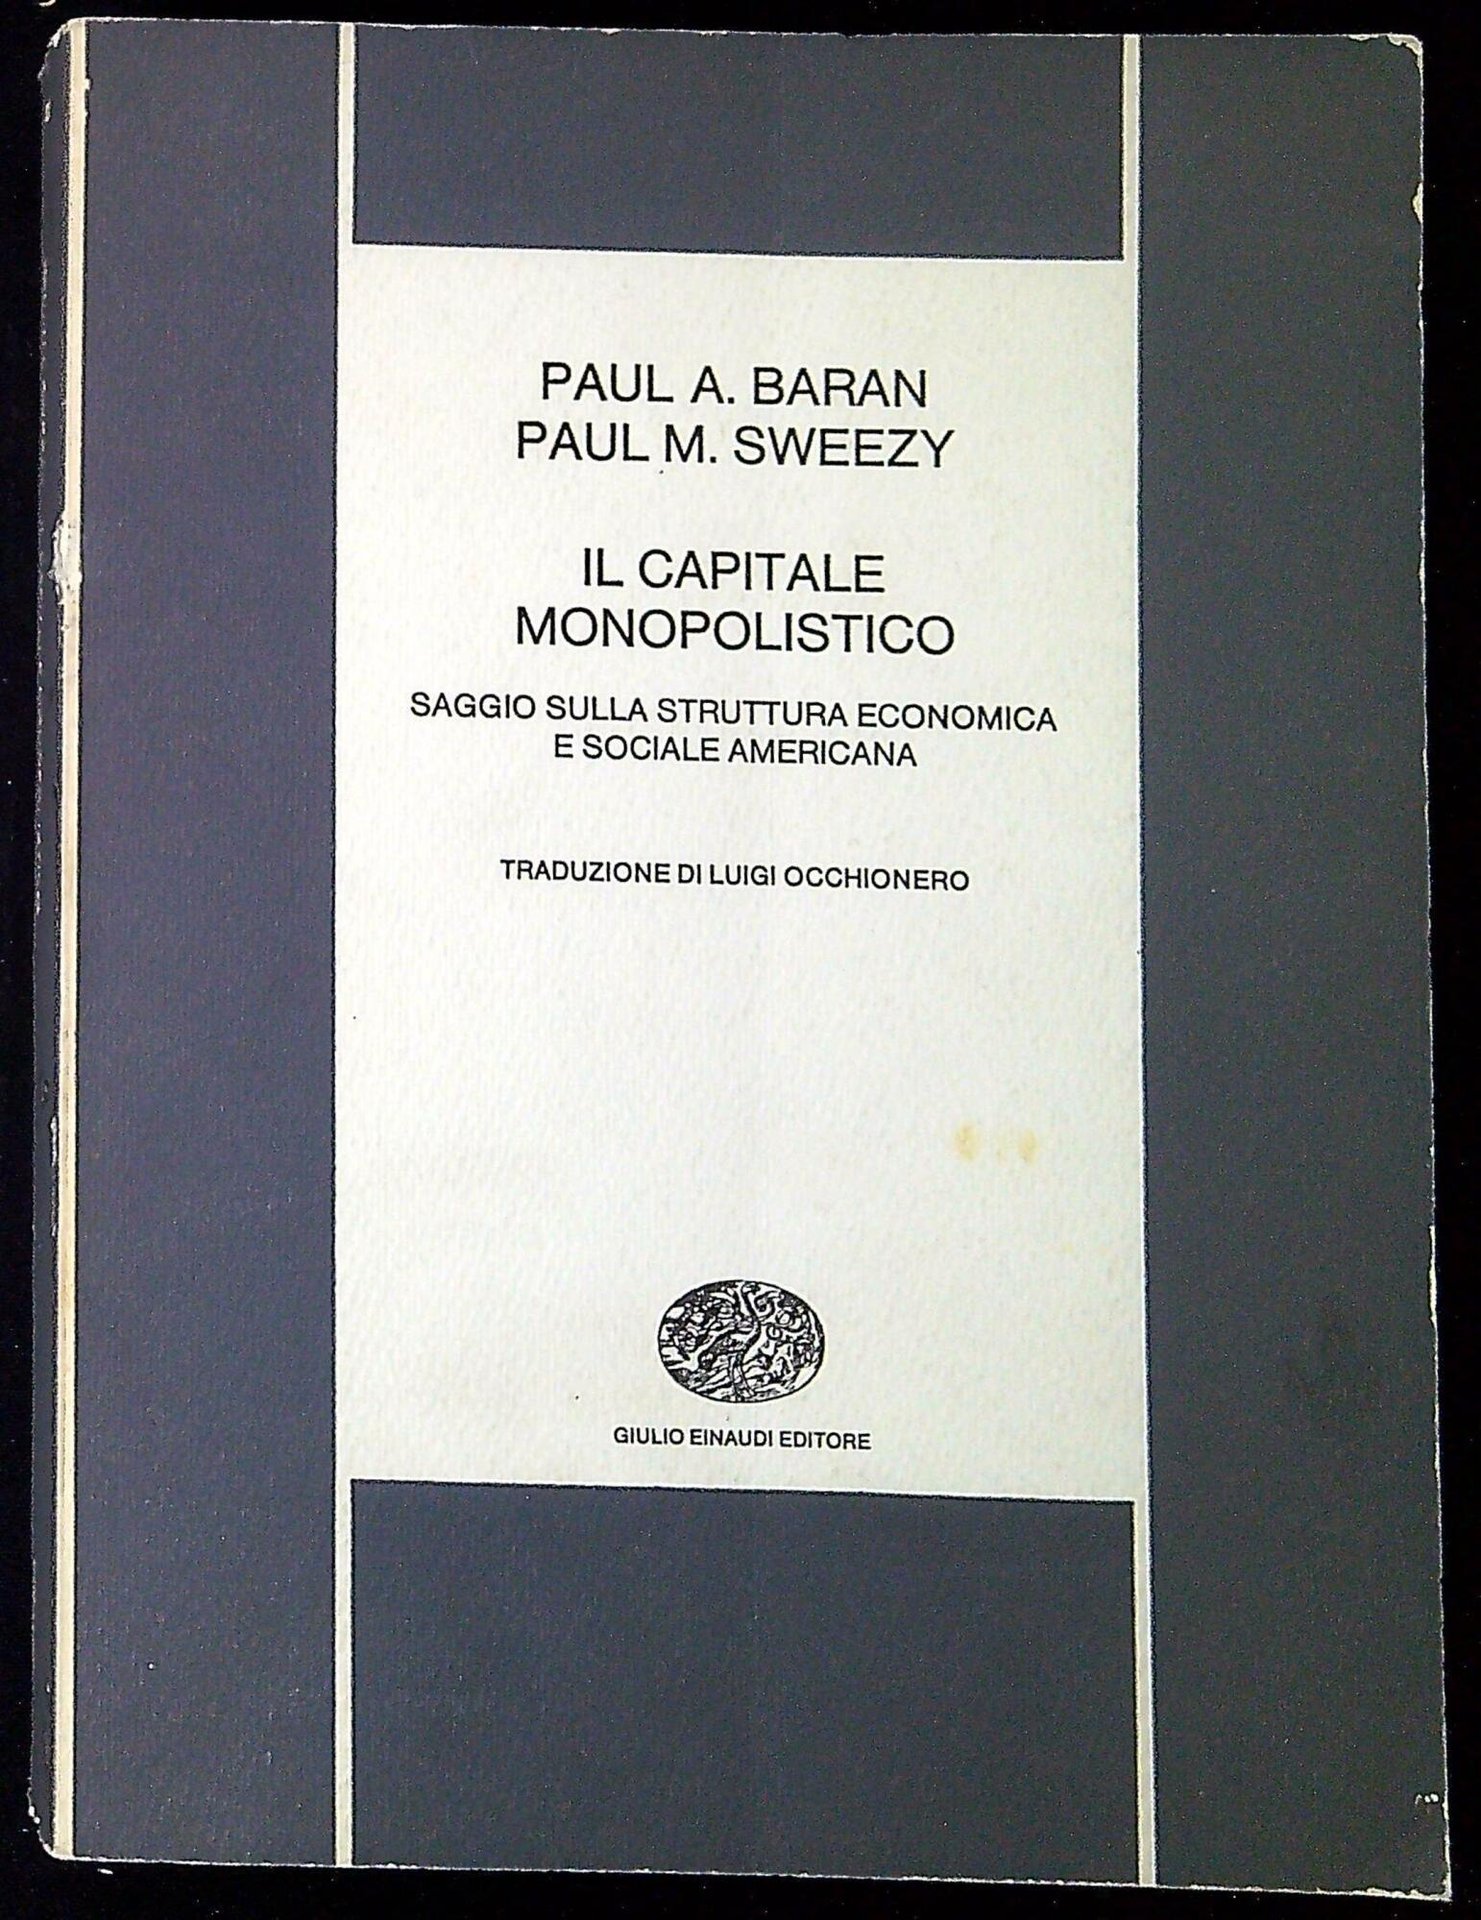 PAUL A. BARAN
PAUL M. SWEEZY
IL CAPITALE
MONOPOLISTICO
SAGGIO SULLA STRUTTURA ECONOMICA
E SOCIALE AMERICANA
TRADUZIONE DI LUIGI OCCHIONERO
GIULIO EINAUDI EDITORE